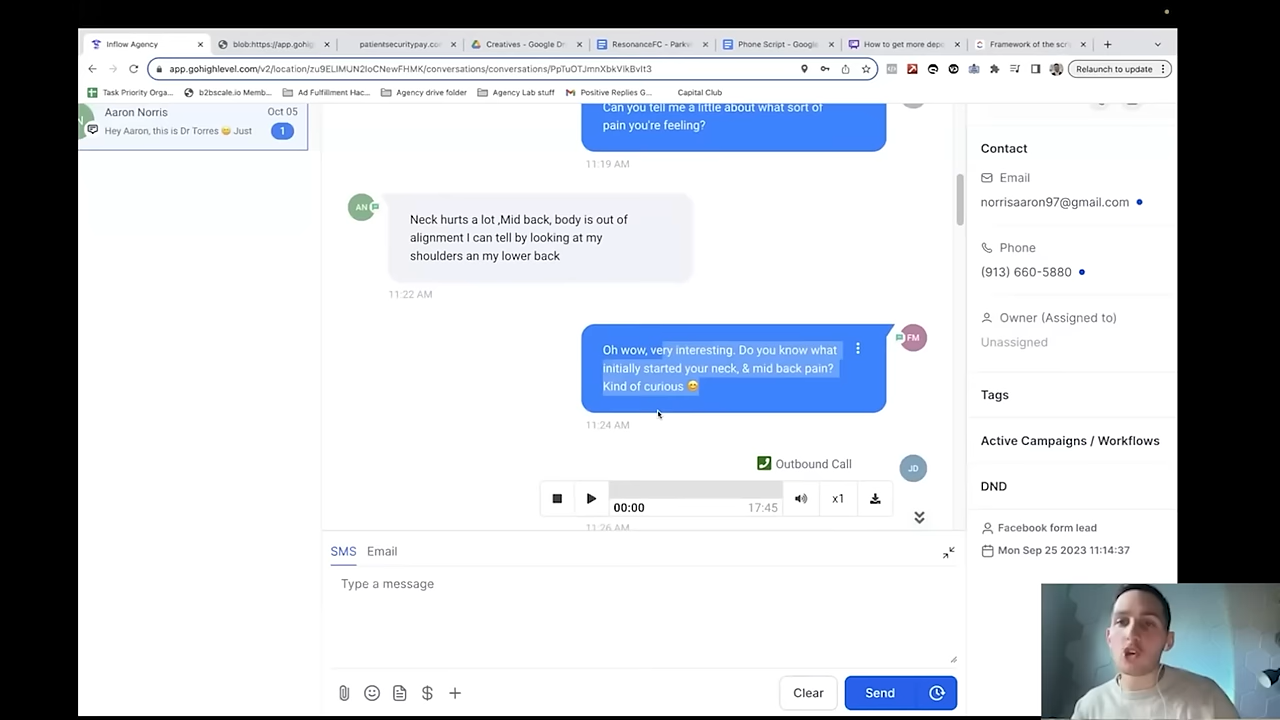 Inflow Agency
blob:https://app.gohigl
patientsecuritypay.co
Creatives - Google D
ResonanceFC - Parkv
Phone Script - Google
How to get more dep
Framework of the scr
app.gohighlevel.com/v2/location/zu9ELIMUN2IoCNewFHMK/conversations/conversations/PpTuOTJmnXbkVlkBvIt3
Relaunch to update
Task Priority Orga...
b2bscale.io Memb...
Ad Fulfillment Hac...
Agency drive folder
Agency Lab stuff
Positive Replies G...
Capital Club
Aaron Norris
Oct 05
Hey Aaron, this is Dr Torres 😄 Just
1
Can you tell me a little about what sort of
pain you're feeling?
11:19 AM
AN
Neck hurts a lot ,Mid back, body is out of
alignment I can tell by looking at my
shoulders an my lower back
11:22 AM
Oh wow, very interesting. Do you know what
initially started your neck, & mid back pain?
Kind of curious 😊
FM
11:24 AM
Outbound Call
JD
00:00
17:45
x1
11:26 AM
SMS
Email
Type a message
Clear
Send
Contact
Email
norrisaaron97@gmail.com
Phone
(913) 660-5880
Owner (Assigned to)
Unassigned
Tags
Active Campaigns / Workflows
DND
Facebook form lead
Mon Sep 25 2023 11:14:37